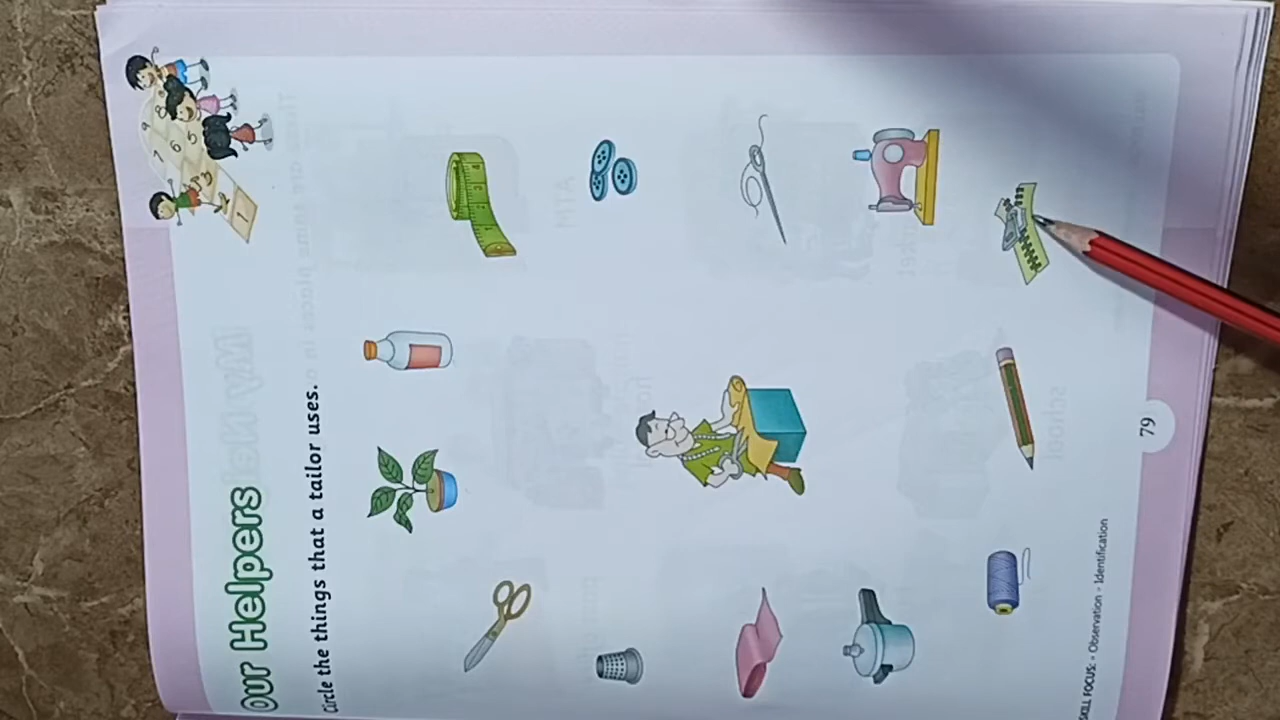 Our Helpers
Circle the things that a tailor uses.
SKILL FOCUS: • Observation • Identification
79